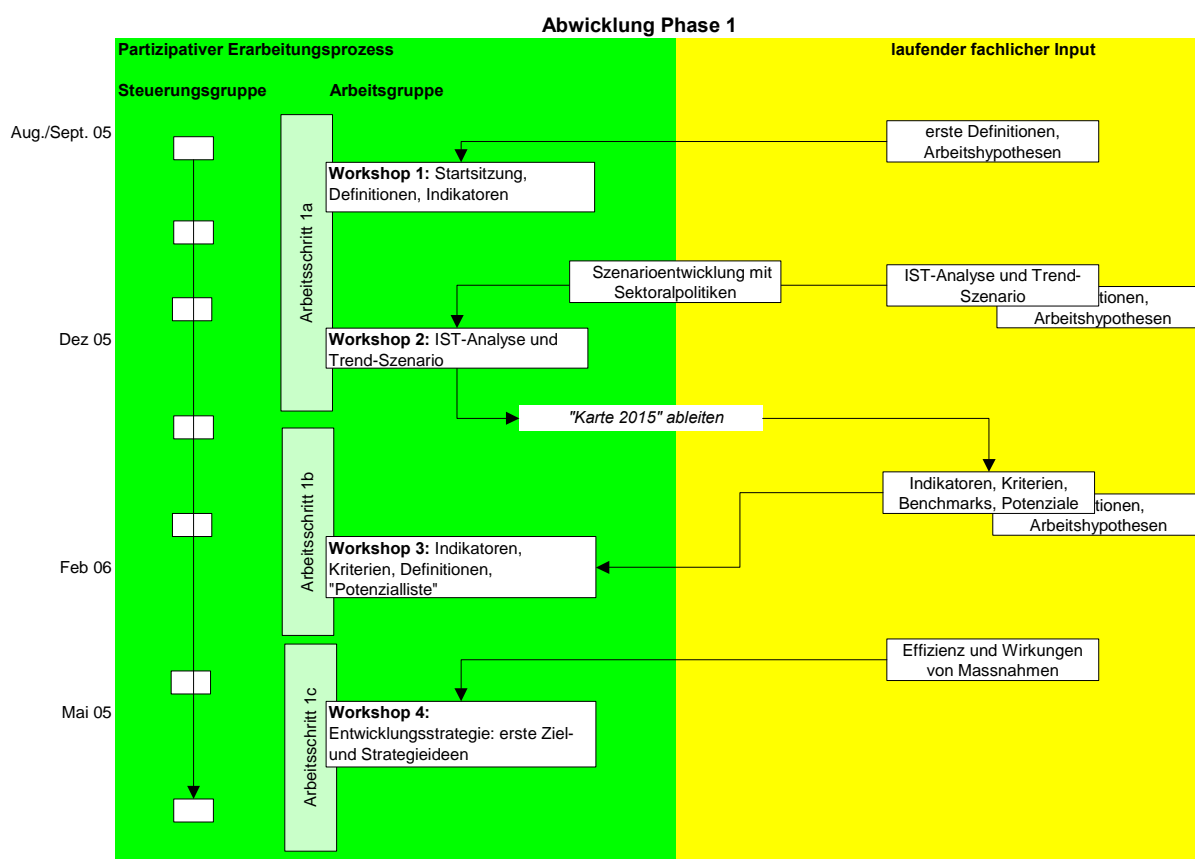 Abwicklung Phase 1
Partizipativer Erarbeitungsprozess
laufender fachlicher Input
Steuerungsgruppe
Arbeitsgruppe
Aug./Sept. 05
erste Definitionen,
Arbeitshypothesen
Workshop 1: Startsitzung,
Definitionen, Indikatoren
Arbeitsschritt 1a
Szenarioentwicklung mit
Sektoralpolitiken
IST-Analyse und Trend-
Szenario
tionen,
Arbeitshypothesen
Dez 05
Workshop 2: IST-Analyse und
Trend-Szenario
"Karte 2015" ableiten
Arbeitsschritt 1b
Indikatoren, Kriterien,
Benchmarks, Potenziale
tionen,
Arbeitshypothesen
Feb 06
Workshop 3: Indikatoren,
Kriterien, Definitionen,
"Potenzialliste"
Effizienz und Wirkungen
von Massnahmen
Arbeitsschritt 1c
Mai 05
Workshop 4:
Entwicklungsstrategie: erste Ziel-
und Strategieideen